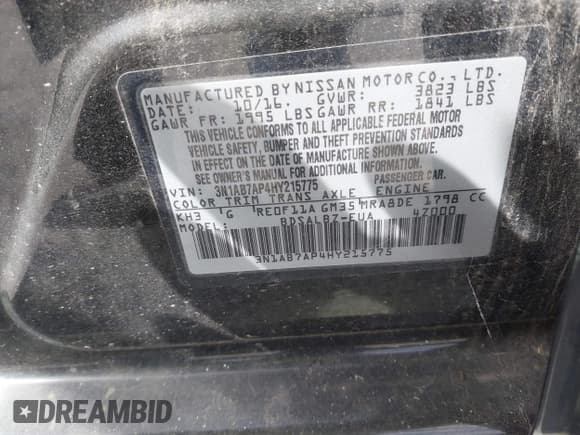 MANUFACTURED BY NISSAN MOTOR CO., LTD.
DATE: 10/16. GVWR: 3823 LBS
GAWR FR: 1995 LBS GAWR RR: 1841 LBS
THIS VEHICLE CONFORMS TO ALL APPLICABLE FEDERAL MOTOR
VEHICLE SAFETY, BUMPER AND THEFT PREVENTION STANDARDS
IN EFFECT ON THE DATE OF MANUFACTURE SHOWN ABOVE.
SEE OWNER'S MANUAL FOR ADDITIONAL INFORMATION.
VIN: 3N1AB7AP4HY215775 PASSENGER CAR.
COLOR TRIM TRANS AXLE ENGINE
KH3 G RE0F11A GM35 MRA8DE 1798 CC
MODEL: BDSALBZ-EUA 4Z000
3N1AB7AP4HY215775
DREAMBID